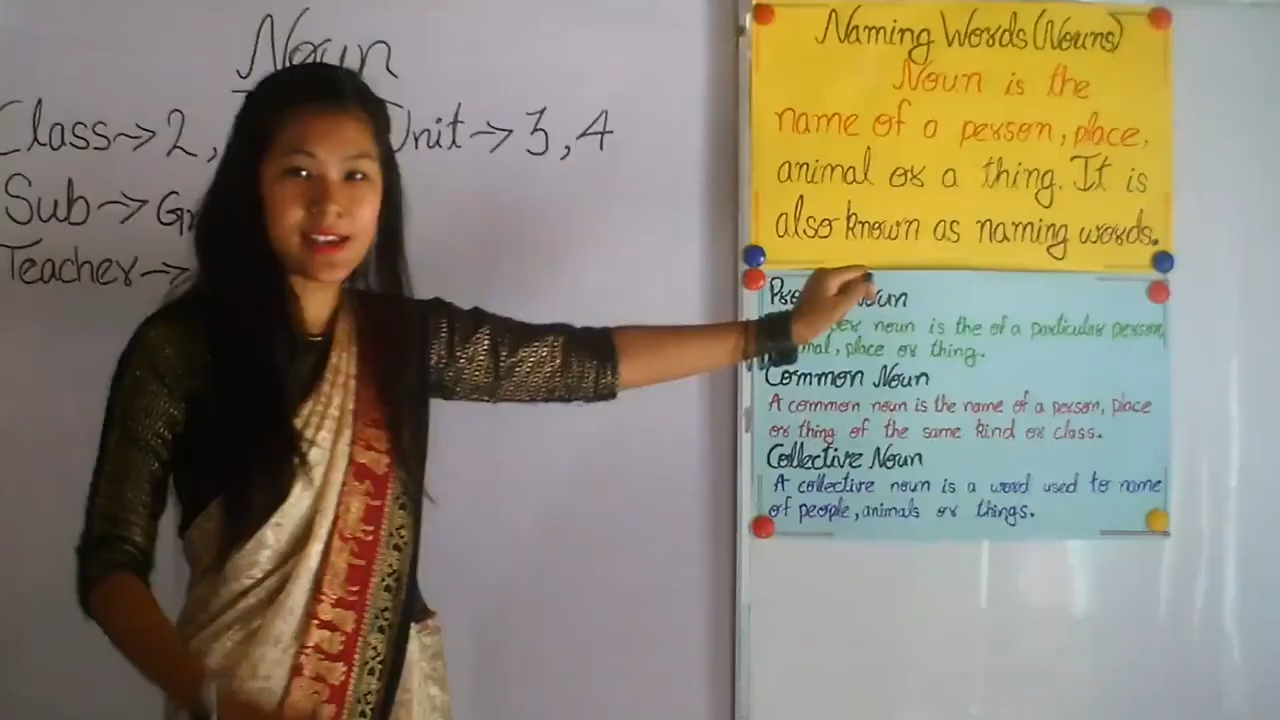 Noun
Class → 2, Unit → 3, 4
Sub →
Teacher →
Naming Words (Nouns)
Noun is the
name of a person, place,
animal or a thing. It is
also known as naming words.
Noun
noun is the of a particular person,
place or thing.
Common Noun
A common noun is the name of a person, place
or thing of the same kind or class.
Collective Noun
A collective noun is a word used to name
of people, animals or things.